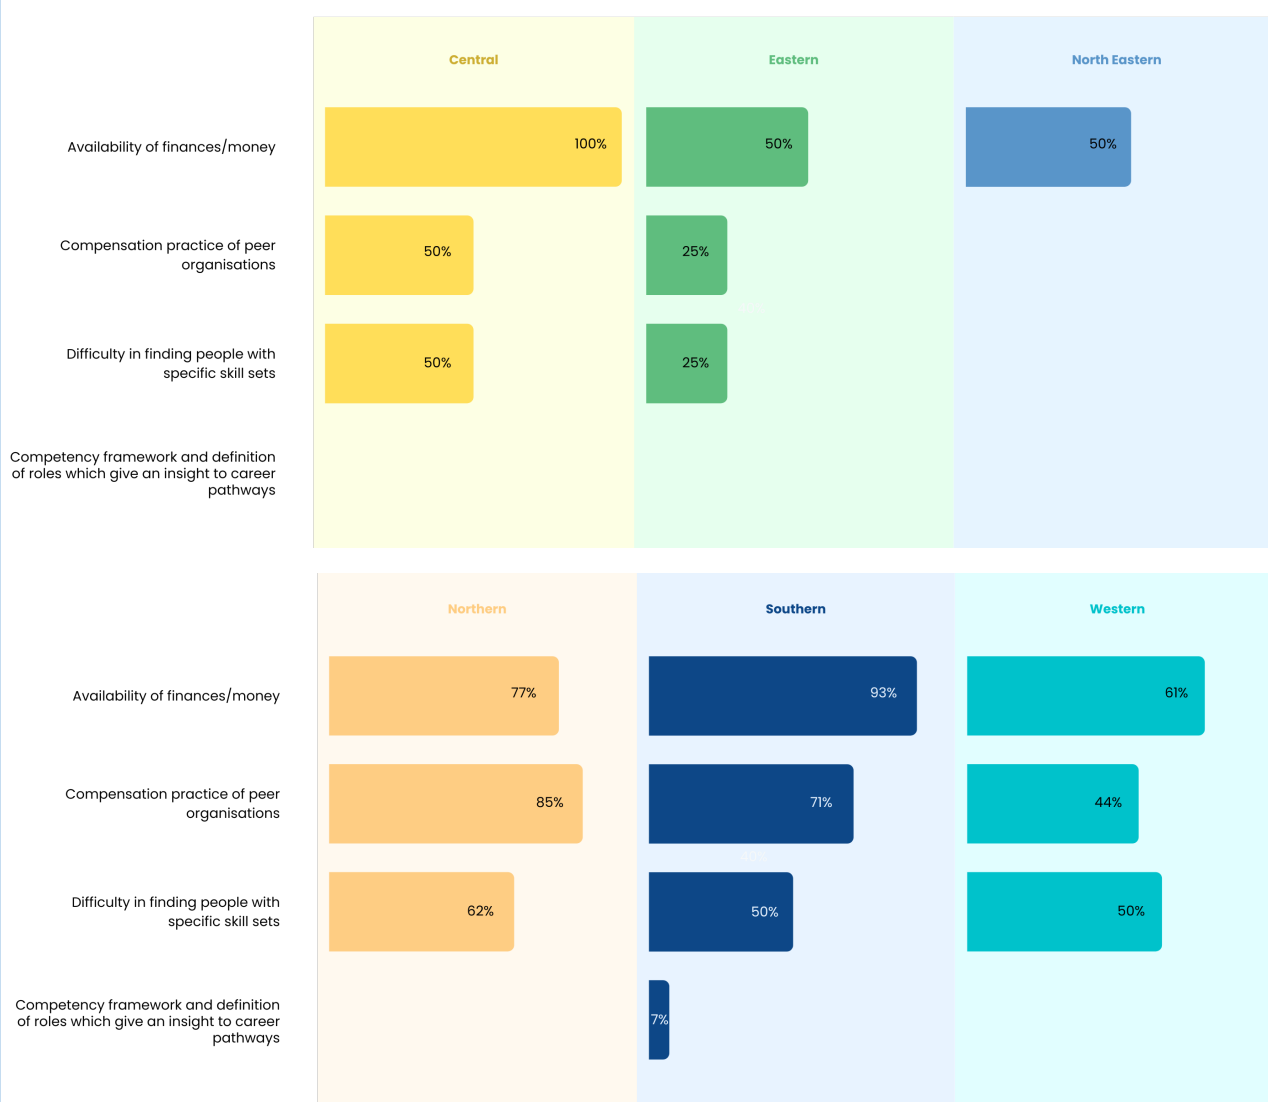 Central
Eastern
North Eastern
Availability of finances/money
100%
50%
50%
Compensation practice of peer
organisations
50%
25%
Difficulty in finding people with
specific skill sets
50%
25%
Competency framework and definition
of roles which give an insight to career
pathways
Northern
Southern
Western
Availability of finances/money
77%
93%
61%
Compensation practice of peer
organisations
85%
71%
44%
Difficulty in finding people with
specific skill sets
62%
50%
50%
Competency framework and definition
of roles which give an insight to career
pathways
7%